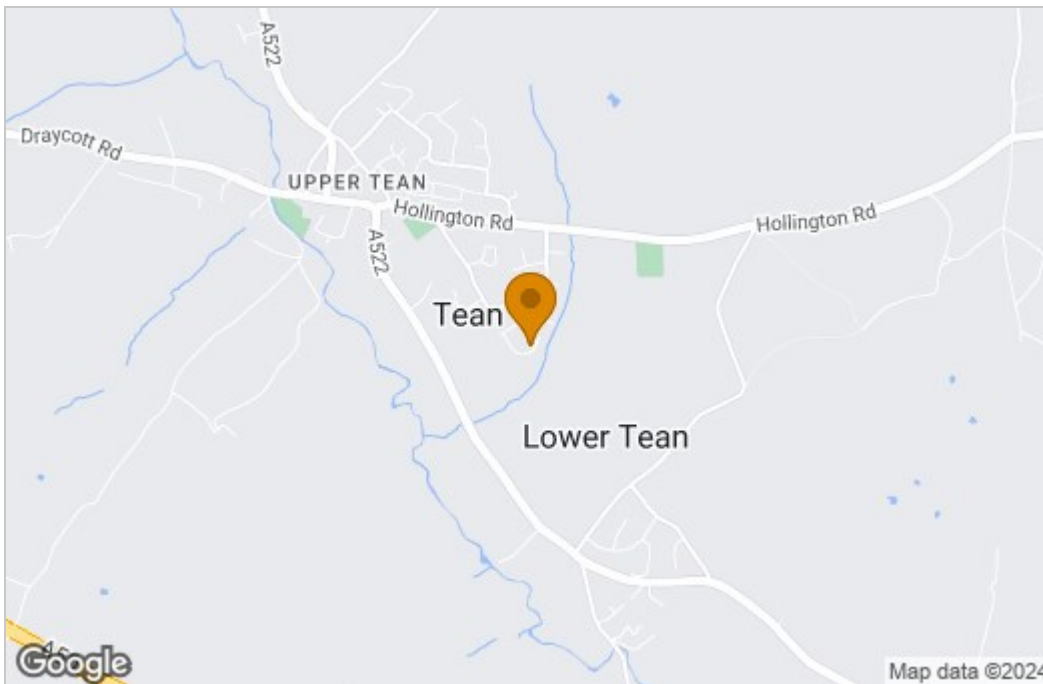 A522
Draycott Rd
UPPER TEAN
Hollington Rd
Hollington Rd
A522
Tean
Lower Tean
Google
Map data ©2024